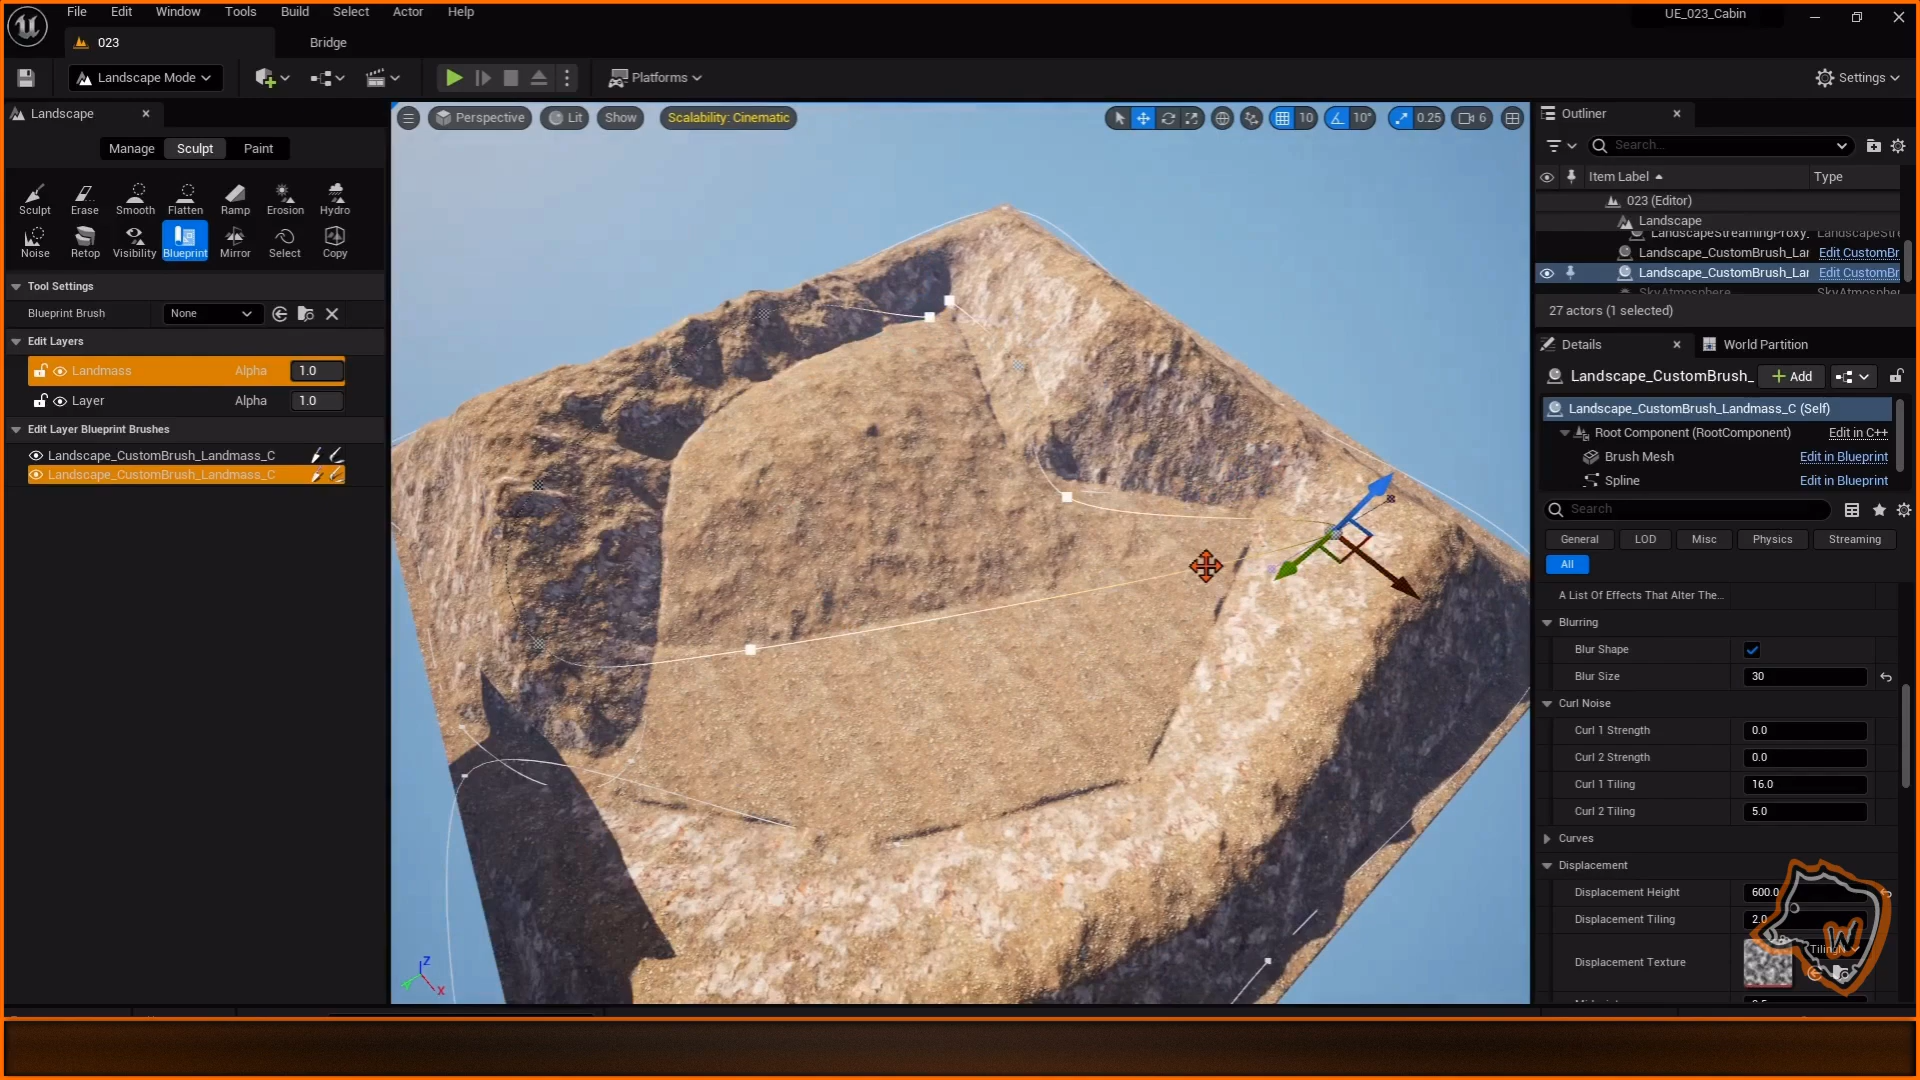 File Edit Window Tools Build Select Actor Help
UE_023_Cabin
023
Bridge
Landscape Mode
Platforms
Settings
Landscape
Manage Sculpt Paint
Sculpt Erase Smooth Flatten Ramp Erosion Hydro
Noise Retop Visibility Blueprint Mirror Select Copy
Tool Settings
Blueprint Brush None
Edit Layers
Landmass Alpha 1.0
Layer Alpha 1.0
Edit Layer Blueprint Brushes
Landscape_CustomBrush_Landmass_C
Landscape_CustomBrush_Landmass_C
Perspective Lit Show Scalability: Cinematic
10 10° 0.25 6
Z
X
Outliner
Search...
Item Label Type
023 (Editor)
Landscape
LandscapeStreamingProxy_ LandscapeStre
Landscape_CustomBrush_Lar Edit CustomBr
Landscape_CustomBrush_Lar Edit CustomBr
SkyAtmosphere SkyAtmospher
27 actors (1 selected)
Details
World Partition
Landscape_CustomBrush_ Add
Landscape_CustomBrush_Landmass_C (Self)
Root Component (RootComponent) Edit in C++
Brush Mesh Edit in Blueprint
Spline Edit in Blueprint
Search
General LOD Misc Physics Streaming
All
A List Of Effects That Alter The...
Blurring
Blur Shape
Blur Size 30
Curl Noise
Curl 1 Strength 0.0
Curl 2 Strength 0.0
Curl 1 Tiling 16.0
Curl 2 Tiling 5.0
Curves
Displacement
Displacement Height 600.0
Displacement Tiling 2.0
Displacement Texture
W